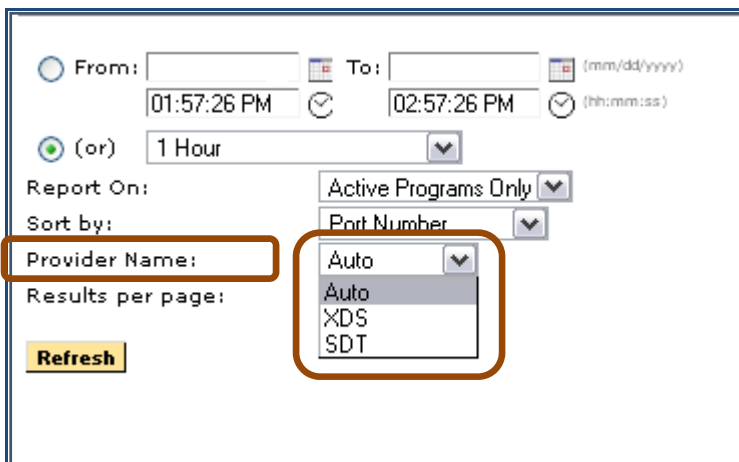 From: To: (mm/dd/yyyy)
01:57:26 PM 02:57:26 PM (hh:mm:ss)
(or) 1 Hour
Report On: Active Programs Only
Sort by: Port Number
Provider Name: Auto
Results per page: Auto
XDS
SDT
Refresh